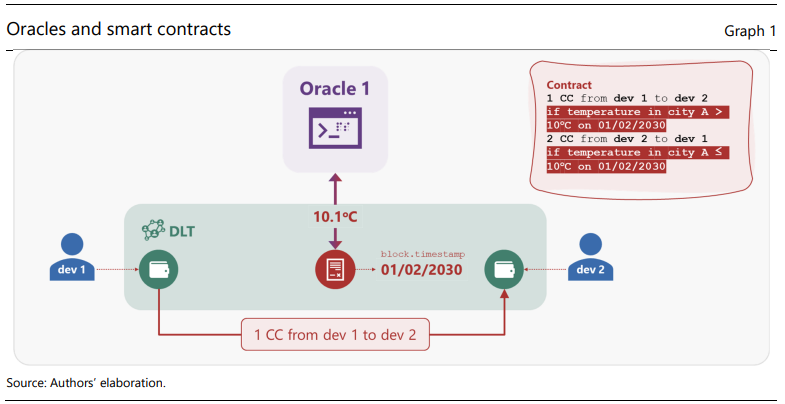 Oracles and smart contracts
Graph 1
Oracle 1
Contract
1 CC from dev 1 to dev 2
if temperature in city A >
10ºC on 01/02/2030
2 CC from dev 2 to dev 1
if temperature in city A ≤
10ºC on 01/02/2030
10.1ºC
DLT
block.timestamp
01/02/2030
dev 1
dev 2
1 CC from dev 1 to dev 2
Source: Authors’ elaboration.